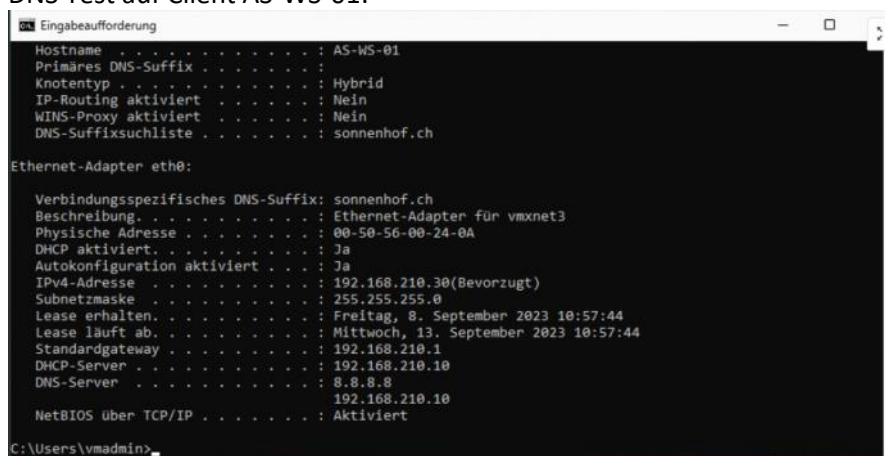 DNS Test auf Client AS-WS-01:
Eingabeaufforderung
Hostname . . . . . . . . . . . . : AS-WS-01
Primäres DNS-Suffix . . . . . . . :
Knotentyp . . . . . . . . . . . . : Hybrid
IP-Routing aktiviert . . . . . . : Nein
WINS-Proxy aktiviert . . . . . . : Nein
DNS-Suffixsuchliste . . . . . . . : sonnenhof.ch
Ethernet-Adapter eth0:
Verbindungsspezifisches DNS-Suffix: sonnenhof.ch
Beschreibung. . . . . . . . . . . : Ethernet-Adapter für vmxnet3
Physische Adresse . . . . . . . . : 00-50-56-00-24-0A
DHCP aktiviert. . . . . . . . . . : Ja
Autokonfiguration aktiviert . . . : Ja
IPv4-Adresse . . . . . . . . . . : 192.168.210.30(Bevorzugt)
Subnetzmaske . . . . . . . . . . : 255.255.255.0
Lease erhalten. . . . . . . . . . : Freitag, 8. September 2023 10:57:44
Lease läuft ab. . . . . . . . . . : Mittwoch, 13. September 2023 10:57:44
Standardgateway . . . . . . . . . : 192.168.210.1
DHCP-Server . . . . . . . . . . . : 192.168.210.10
DNS-Server . . . . . . . . . . . : 8.8.8.8
192.168.210.10
NetBIOS über TCP/IP . . . . . . . : Aktiviert
C:\Users\vmadmin>